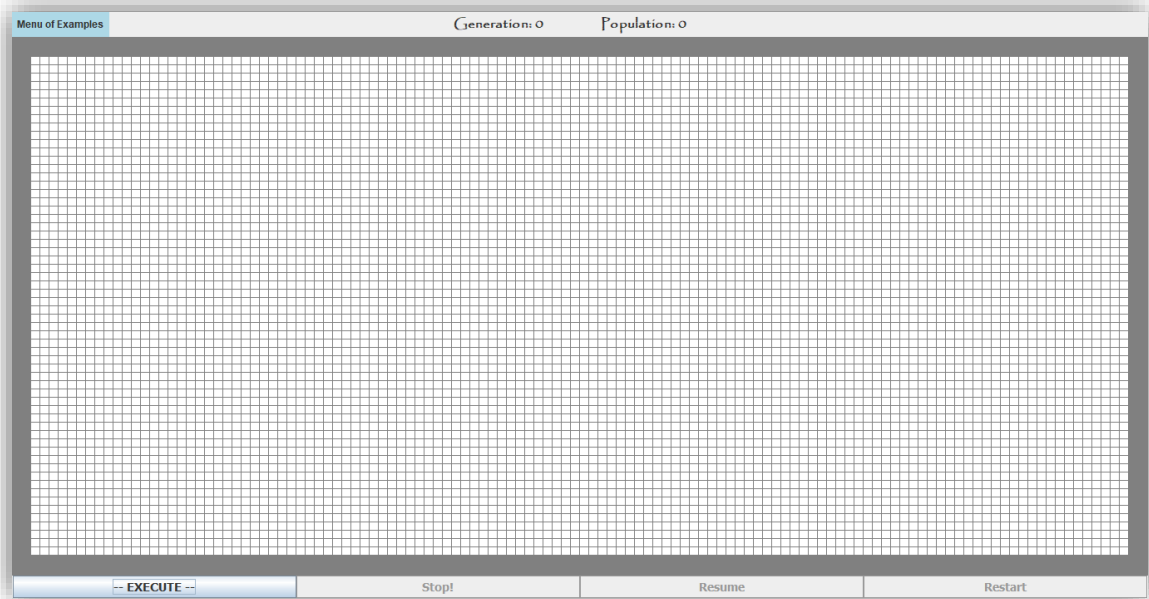 Menu of Examples Generation: 0 Population: 0
-- EXECUTE -- Stop! Resume Restart